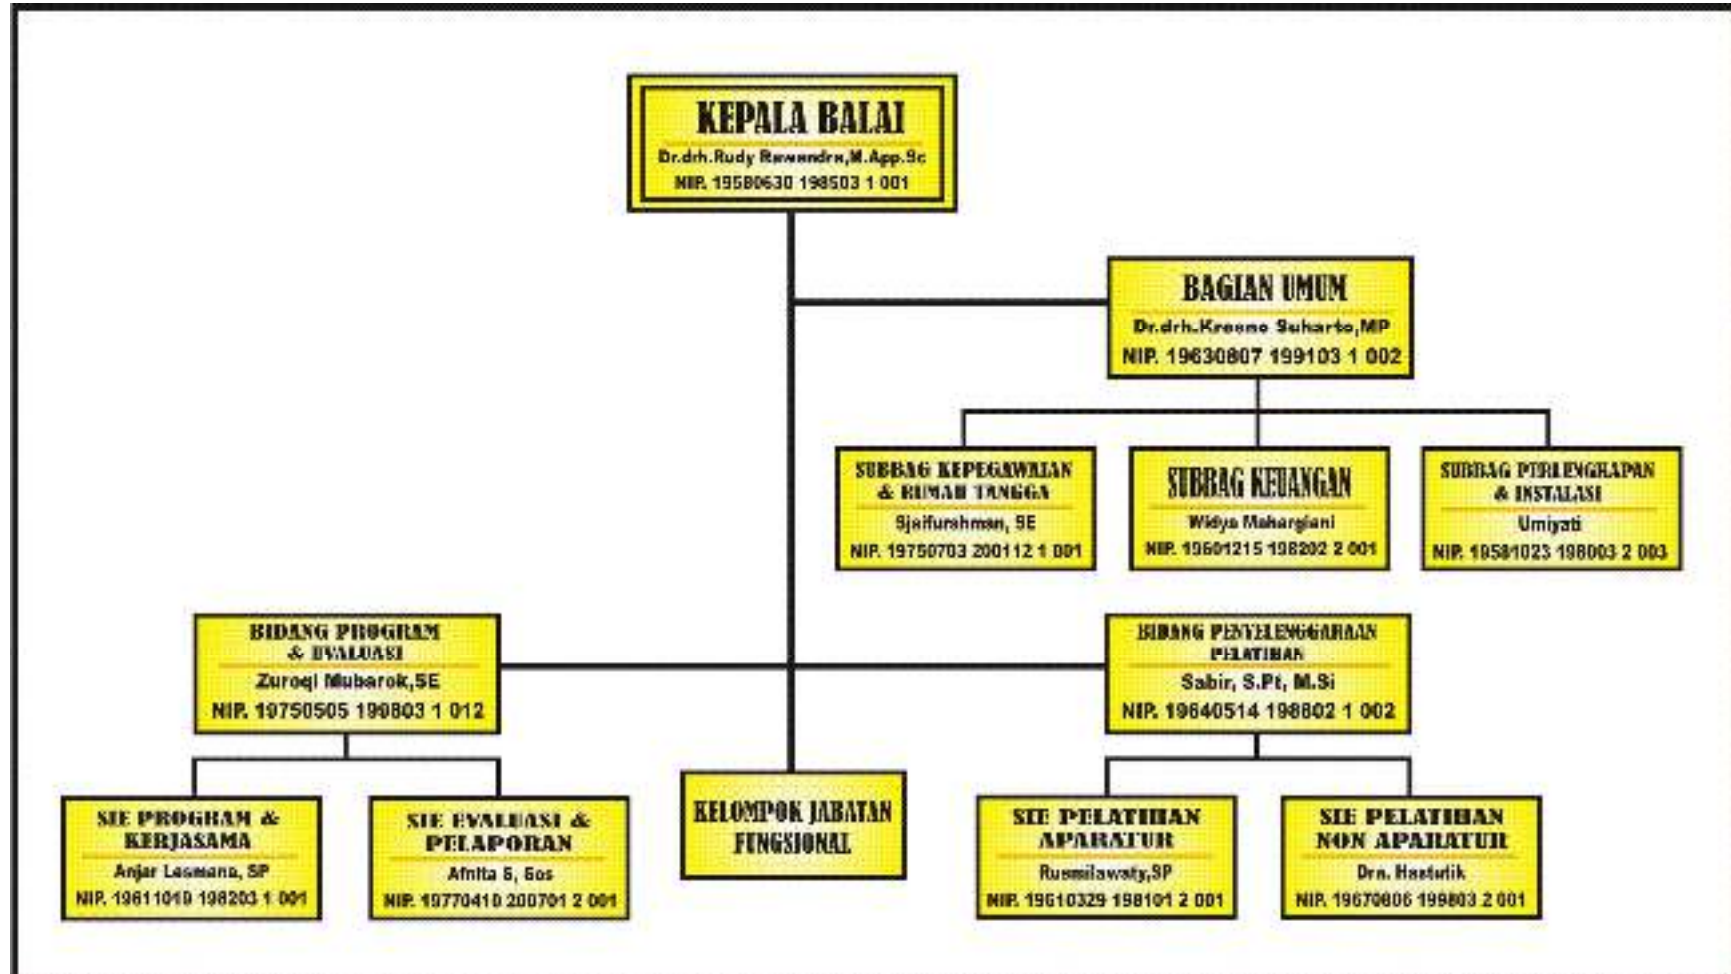 KEPALA BALAI
Dr.drh.Rudy Rawendra,M.App.Sc
NIP. 19580630 198503 1 001
BAGIAN UMUM
Dr.drh.Kresno Suharto,MP
NIP. 19630807 199103 1 002
SUBBAG KEPEGAWAIAN
& RUMAH TANGGA
Sjaifurahman, SE
NIP. 19750703 200112 1 001
SUBBAG KEUANGAN
Widya Mahargiani
NIP. 19601215 198202 2 001
SUBBAG PERLENGKAPAN
& INSTALASI
Umiyati
NIP. 19581023 198003 2 003
BIDANG PROGRAM
& EVALUASI
Zuroqi Mubarok,SE
NIP. 19750505 199803 1 012
BIDANG PENYELENGGARAAN
PELATIHAN
Sabir, S.Pt, M.Si
NIP. 19640514 198802 1 002
SIE PROGRAM &
KERJASAMA
Anjar Lesmana, SP
NIP. 19611019 198203 1 001
SIE EVALUASI &
PELAPORAN
Afnita S, Sos
NIP. 19770410 200701 2 001
KELOMPOK JABATAN
FUNGSIONAL
SIE PELATIHAN
APARATUR
Rusmilawaty,SP
NIP. 19610329 198101 2 001
SIE PELATIHAN
NON APARATUR
Hastutik
NIP. 19670806 199803 2 001